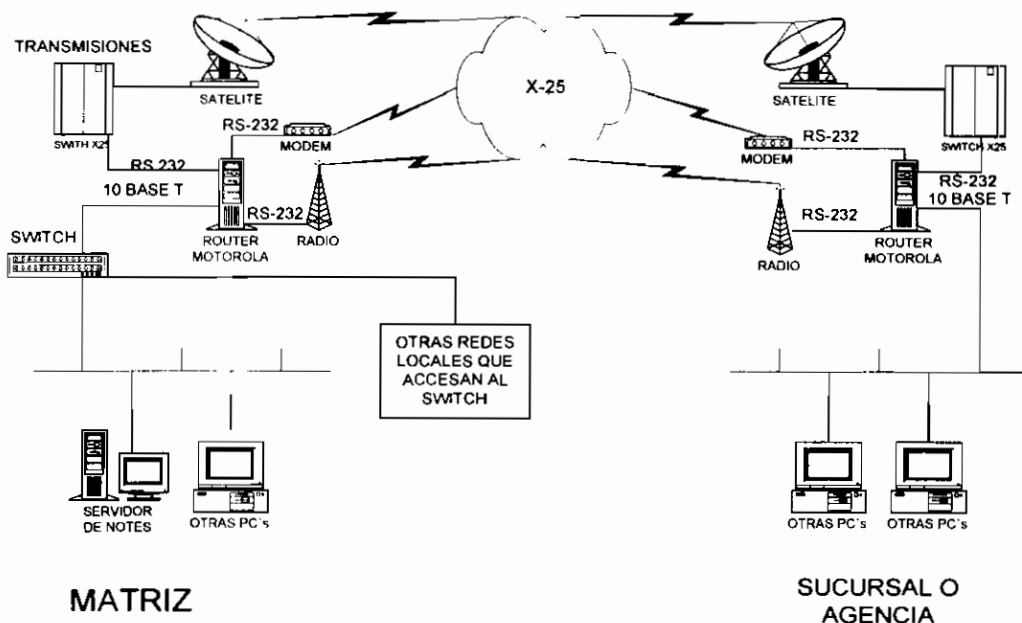 TRANSMISIONES
SATELITE
SWITH X25
RS-232
MODEM
RS-232
10 BASE T
RS-232
ROUTER
MOTOROLA
RADIO
SWITCH
OTRAS REDES
LOCALES QUE
ACCESAN AL
SWITCH
SERVIDOR
DE NOTES
OTRAS PC`s
MATRIZ
X-25
SATELITE
SWITCH X25
RS-232
MODEM
RS-232
10 BASE T
RS-232
RADIO
ROUTER
MOTOROLA
OTRAS PC`s
OTRAS PC`s
SUCURSAL O
AGENCIA